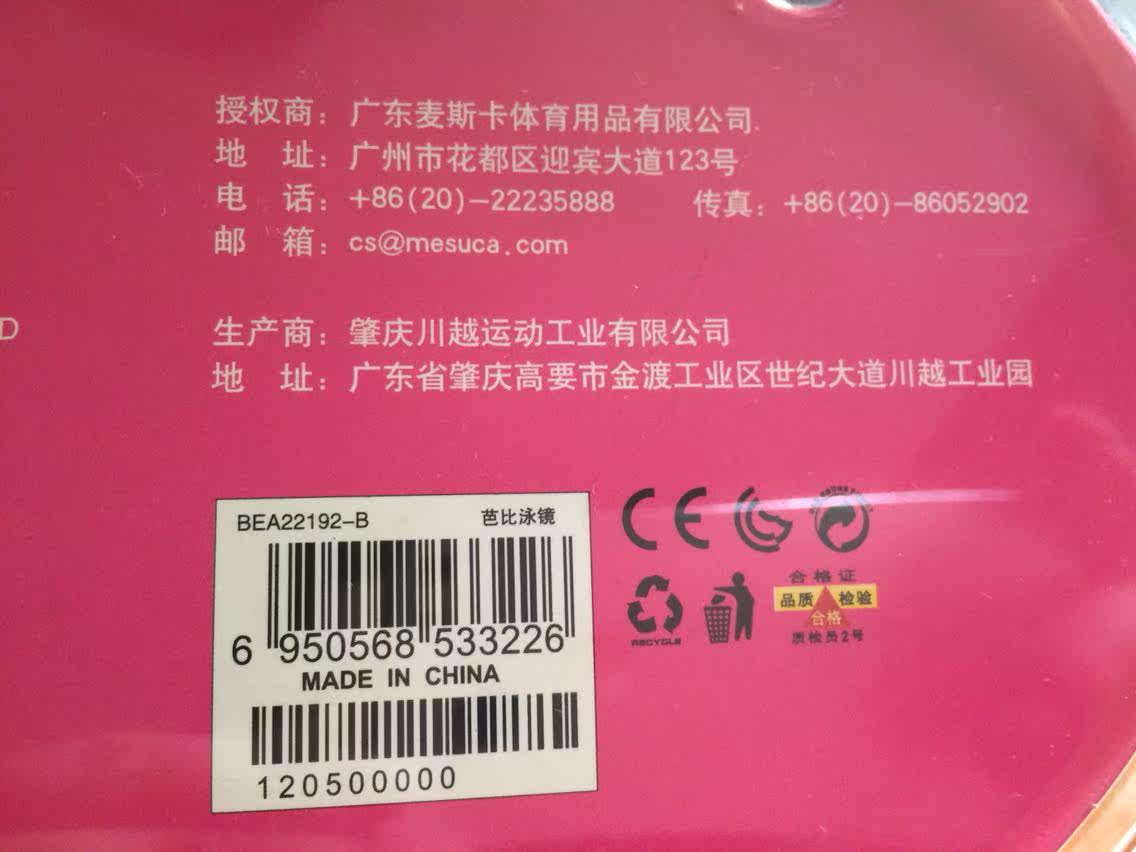 授权商：广东麦斯卡体育用品有限公司
地 址：广州市花都区迎宾大道123号
电 话：+86(20)-22235888 传真：+86(20)-86052902
邮 箱：cs@mesuca.com
D
生产商：肇庆川越运动工业有限公司
地 址：广东省肇庆高要市金渡工业区世纪大道川越工业园
BEA22192-B 芭比泳镜
6 950568 533226
MADE IN CHINA
120500000
CE
RECYCLE
合格证
品质 检验
合格
质检员2号